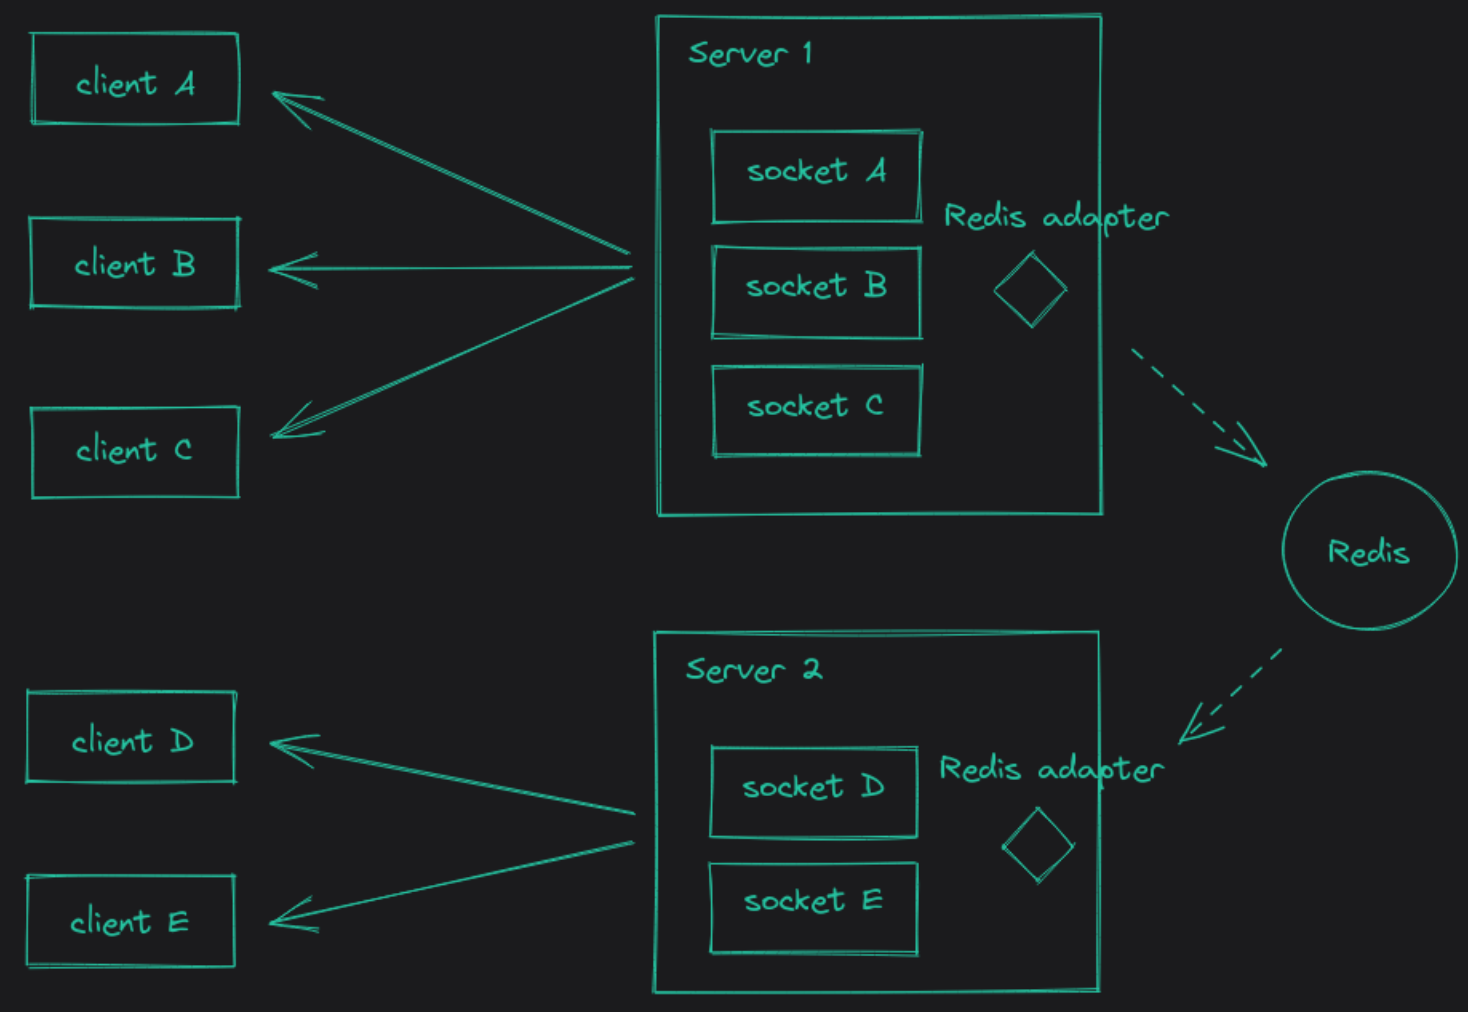 client A
client B
client C
Server 1
socket A
socket B
socket C
Redis adapter
Redis
client D
client E
Server 2
socket D
socket E
Redis adapter